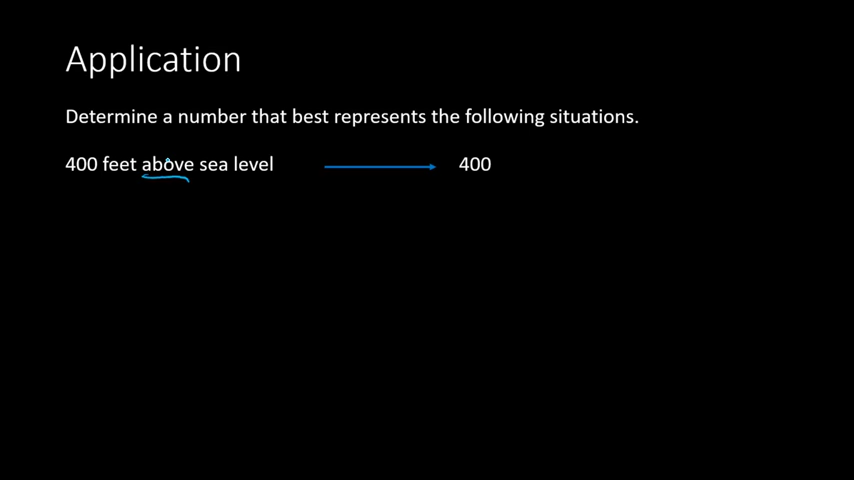 Application
Determine a number that best represents the following situations.
400 feet above sea level 400